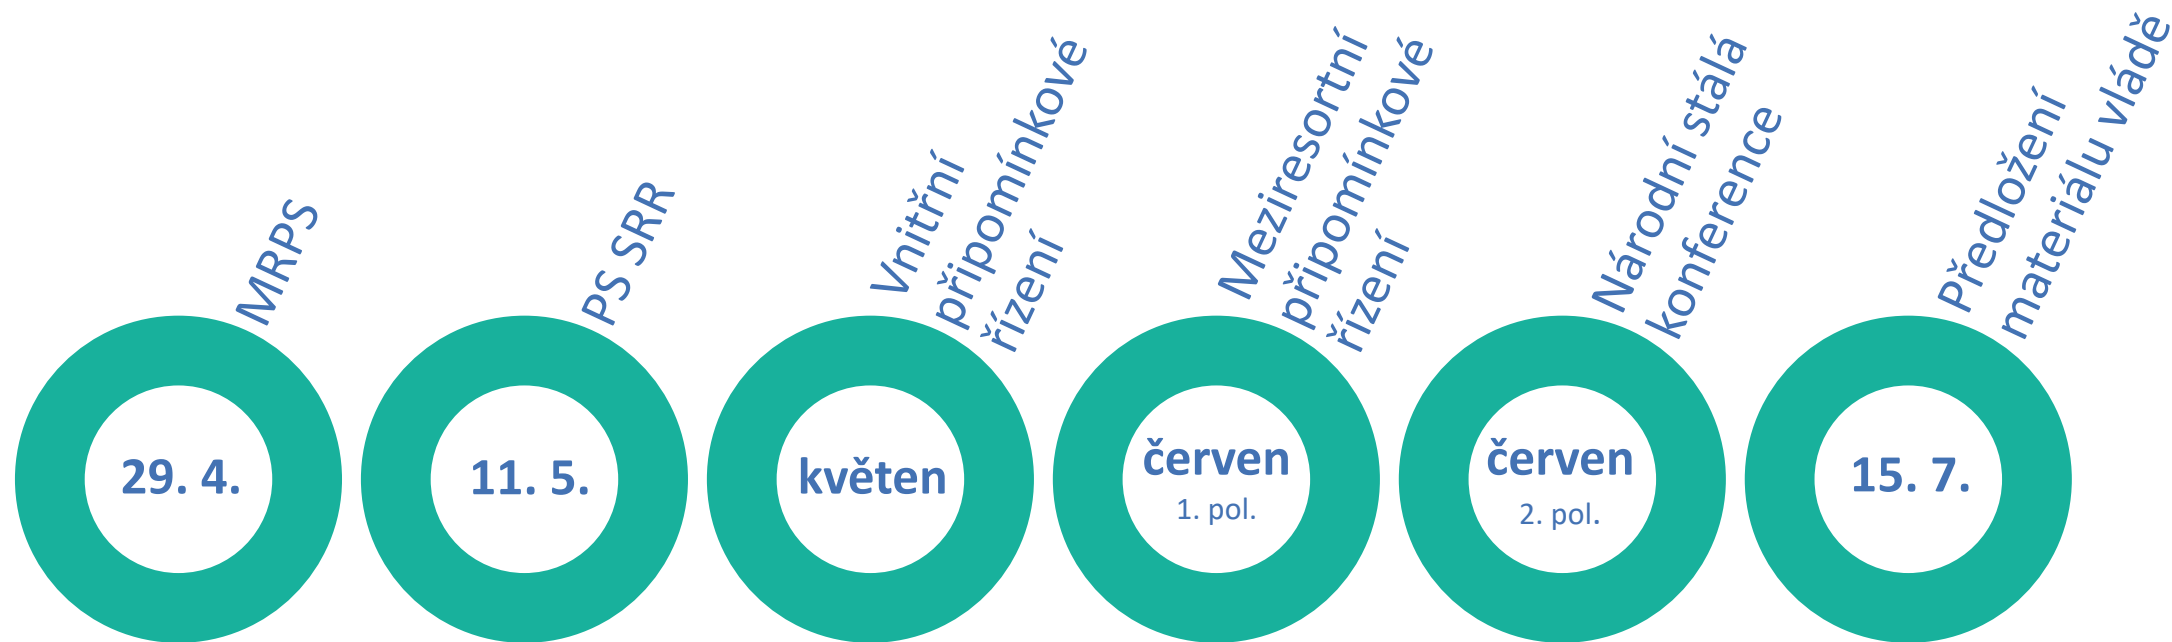 MRPS
29. 4.
PS SRR
11. 5.
Vnitřní
připomínkové
řízení
květen
Meziresortní
připomínkové
řízení
červen
1. pol.
Národní stálá
konference
červen
2. pol.
Předložení
materiálu vládě
15. 7.